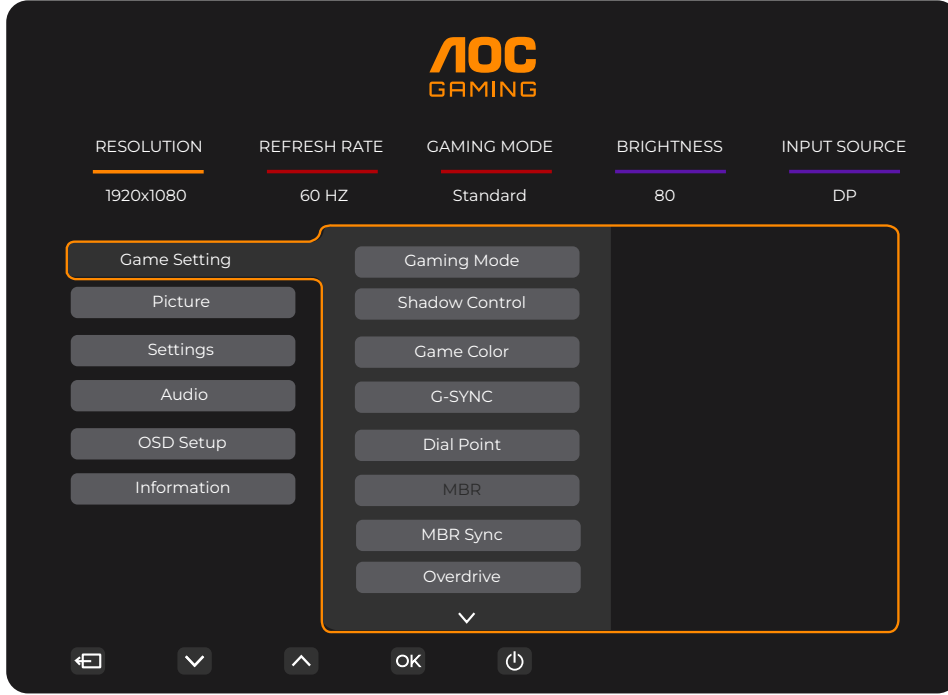 AOC
GAMING
RESOLUTION REFRESH RATE GAMING MODE BRIGHTNESS INPUT SOURCE
1920x1080 60 HZ Standard 80 DP
Game Setting
Picture
Settings
Audio
OSD Setup
Information
Gaming Mode
Shadow Control
Game Color
G-SYNC
Dial Point
MBR
MBR Sync
Overdrive
OK